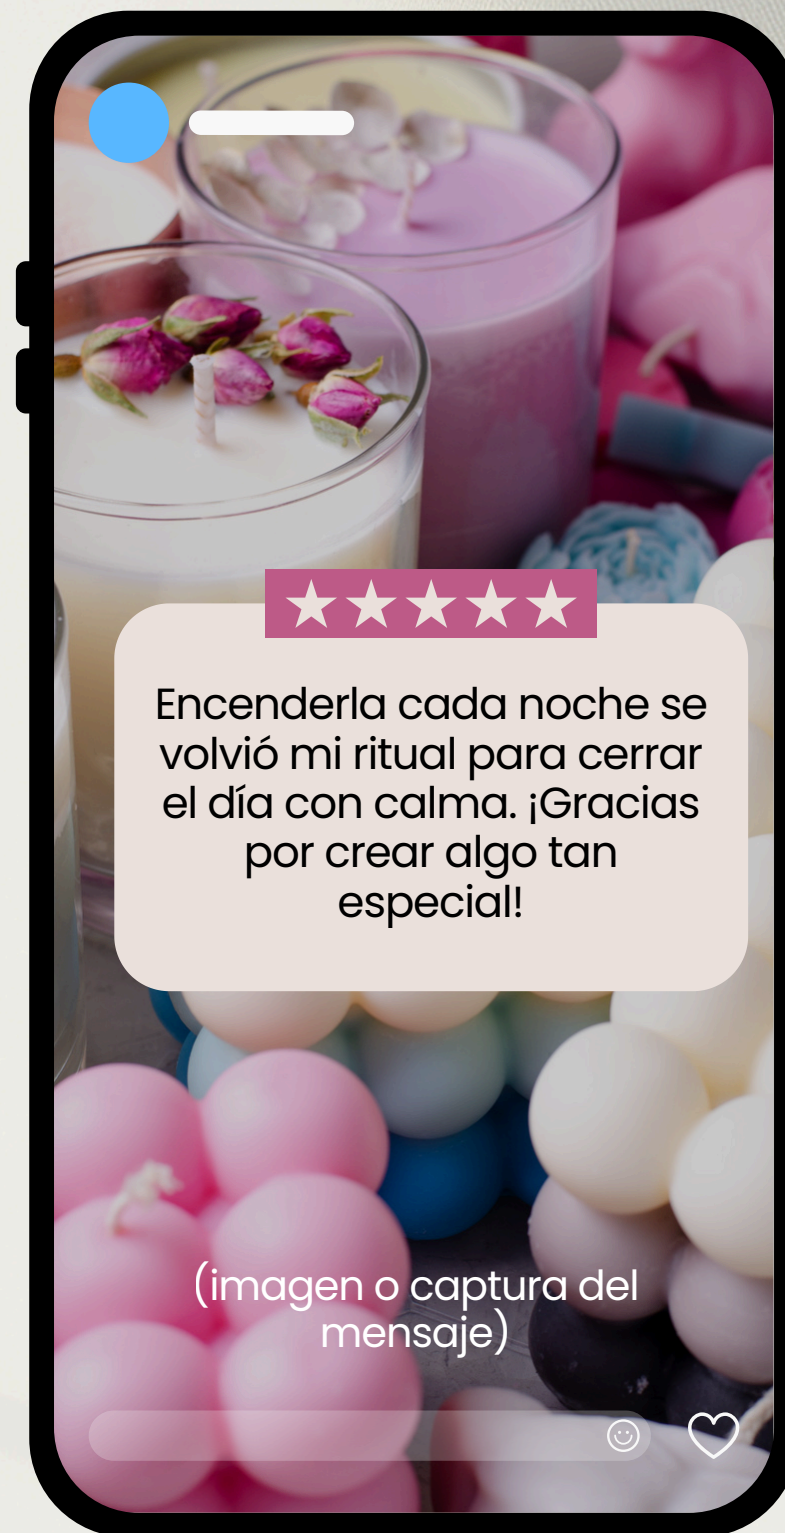 Encenderla cada noche se
volvió mi ritual para cerrar
el día con calma. ¡Gracias
por crear algo tan
especial!
(imagen o captura del
mensaje)